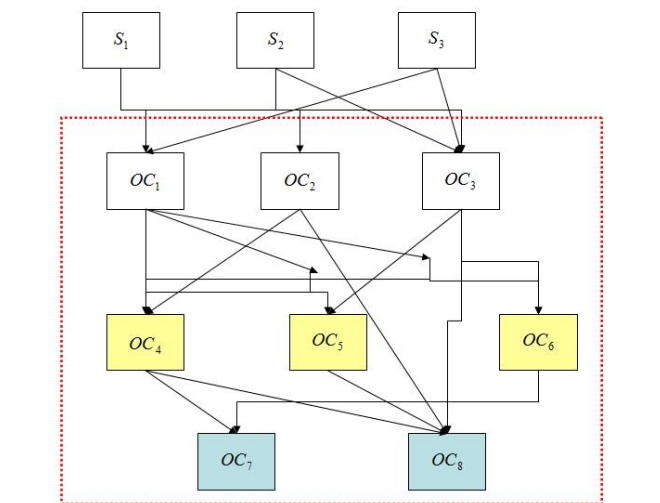 S₁ S₂ S₃
OC₁ OC₂ OC₃
OC₄ OC₅ OC₆
OC₇ OC₈